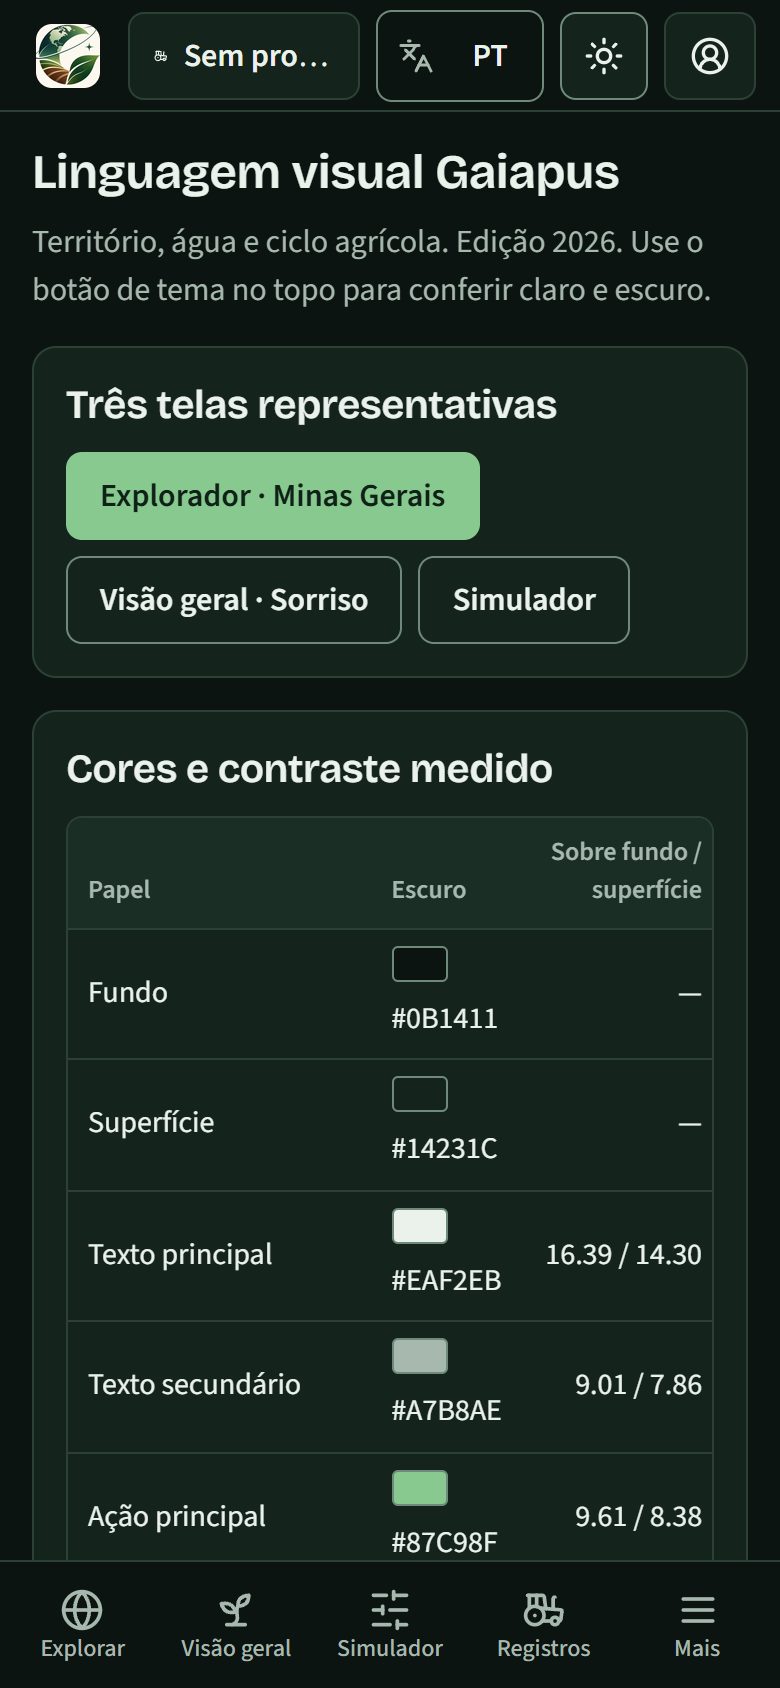 Sem pro…
PT
Linguagem visual Gaiapus
Território, água e ciclo agrícola. Edição 2026. Use o
botão de tema no topo para conferir claro e escuro.
Três telas representativas
Explorador · Minas Gerais
Visão geral · Sorriso
Simulador
Cores e contraste medido
Papel
Escuro
Sobre fundo /
superfície
Fundo
#0B1411
—
Superfície
#14231C
—
Texto principal
#EAF2EB
16.39 / 14.30
Texto secundário
#A7B8AE
9.01 / 7.86
Ação principal
#87C98F
9.61 / 8.38
Explorar
Visão geral
Simulador
Registros
Mais